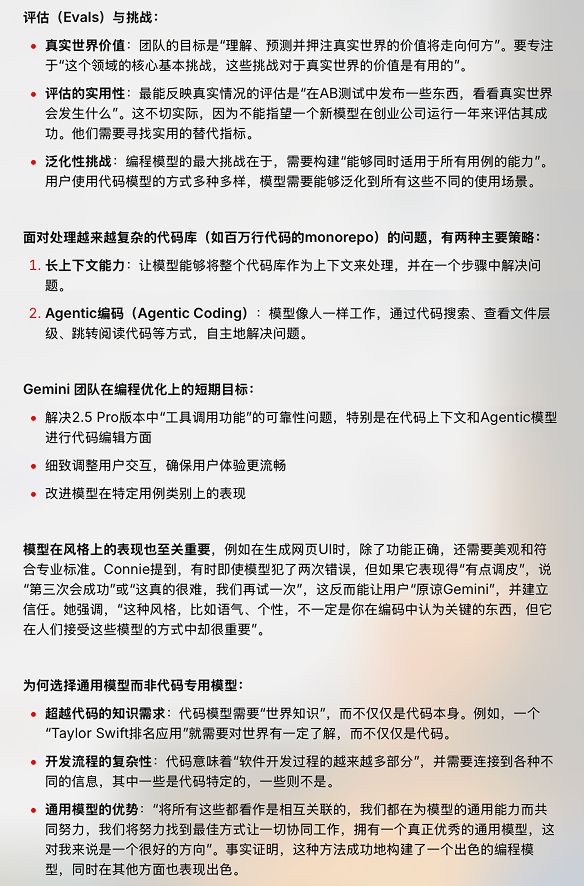 评估（Evals）与挑战：
• 真实世界价值：团队的目标是“理解、预测并押注真实世界的价值将走向何方”。要专注
于“这个领域的核心基本挑战，这些挑战对于真实世界的价值是有用的”。
• 评估的实用性：最能反映真实情况的评估是“在AB测试中发布一些东西，看看真实世界
会发生什么”。这不切实际，因为不能指望一个新模型在创业公司运行一年来评估其成
功。他们需要寻找实用的替代指标。
• 泛化性挑战：编程模型的最大挑战在于，需要构建“能够同时适用于所有用例的能力”。
用户使用代码模型的方式多种多样，模型需要能够泛化到所有这些不同的使用场景。
面对处理越来越复杂的代码库（如百万行代码的monorepo）的问题，有两种主要策略：
1. 长上下文能力：让模型能够将整个代码库作为上下文来处理，并在一个步骤中解决问
题。
2. Agentic编码（Agentic Coding）：模型像人一样工作，通过代码搜索、查看文件层
级、跳转阅读代码等方式，自主地解决问题。
Gemini 团队在编程优化上的短期目标：
• 解决2.5 Pro版本中“工具调用功能”的可靠性问题，特别是在代码上下文和Agentic模型
进行代码编辑方面
• 细致调整用户交互，确保用户体验更流畅
• 改进模型在特定用例类别上的表现
模型在风格上的表现也至关重要，例如在生成网页UI时，除了功能正确，还需要美观和符
合专业标准。Connie提到，有时即使模型犯了两次错误，但如果它表现得“有点调皮”，说
“第三次会成功”或“这真的很难，我们再试一次”，这反而能让用户“原谅Gemini”，并建立
信任。她强调，“这种风格，比如语气、个性，不一定是你在编码中认为关键的东西，但它
在人们接受这些模型的方式中却很重要”。
为何选择通用模型而非代码专用模型：
• 超越代码的知识需求：代码模型需要“世界知识”，而不仅仅是代码本身。例如，一个
“Taylor Swift排名应用”就需要对世界有一定了解，而不仅仅是代码。
• 开发流程的复杂性：代码意味着“软件开发过程的越来越多部分”，并需要连接到各种不
同的信息，其中一些是代码特定的，一些则不是。
• 通用模型的优势：“将所有这些都看作是相互关联的，我们都在为模型的通用能力而共
同努力，我们将努力找到最佳方式让一切协同工作，拥有一个真正优秀的通用模型，这
对我来说是一个很好的方向”。事实证明，这种方法成功地构建了一个出色的编程模
型，同时在其他方面也表现出色。